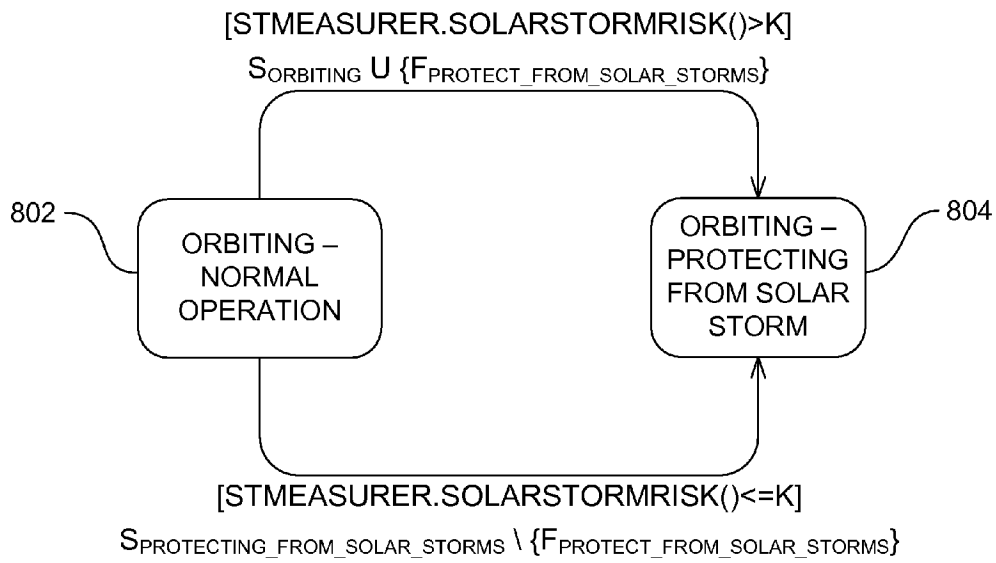 [STMEASURER.SOLARSTORMRISK()>K]
SORBITING U {FPROTECT_FROM_SOLAR_STORMS}
802
ORBITING –
NORMAL
OPERATION
ORBITING –
PROTECTING
FROM SOLAR
STORM
804
[STMEASURER.SOLARSTORMRISK()<=K]
SPROTECTING_FROM_SOLAR_STORMS \ {FPROTECT_FROM_SOLAR_STORMS}